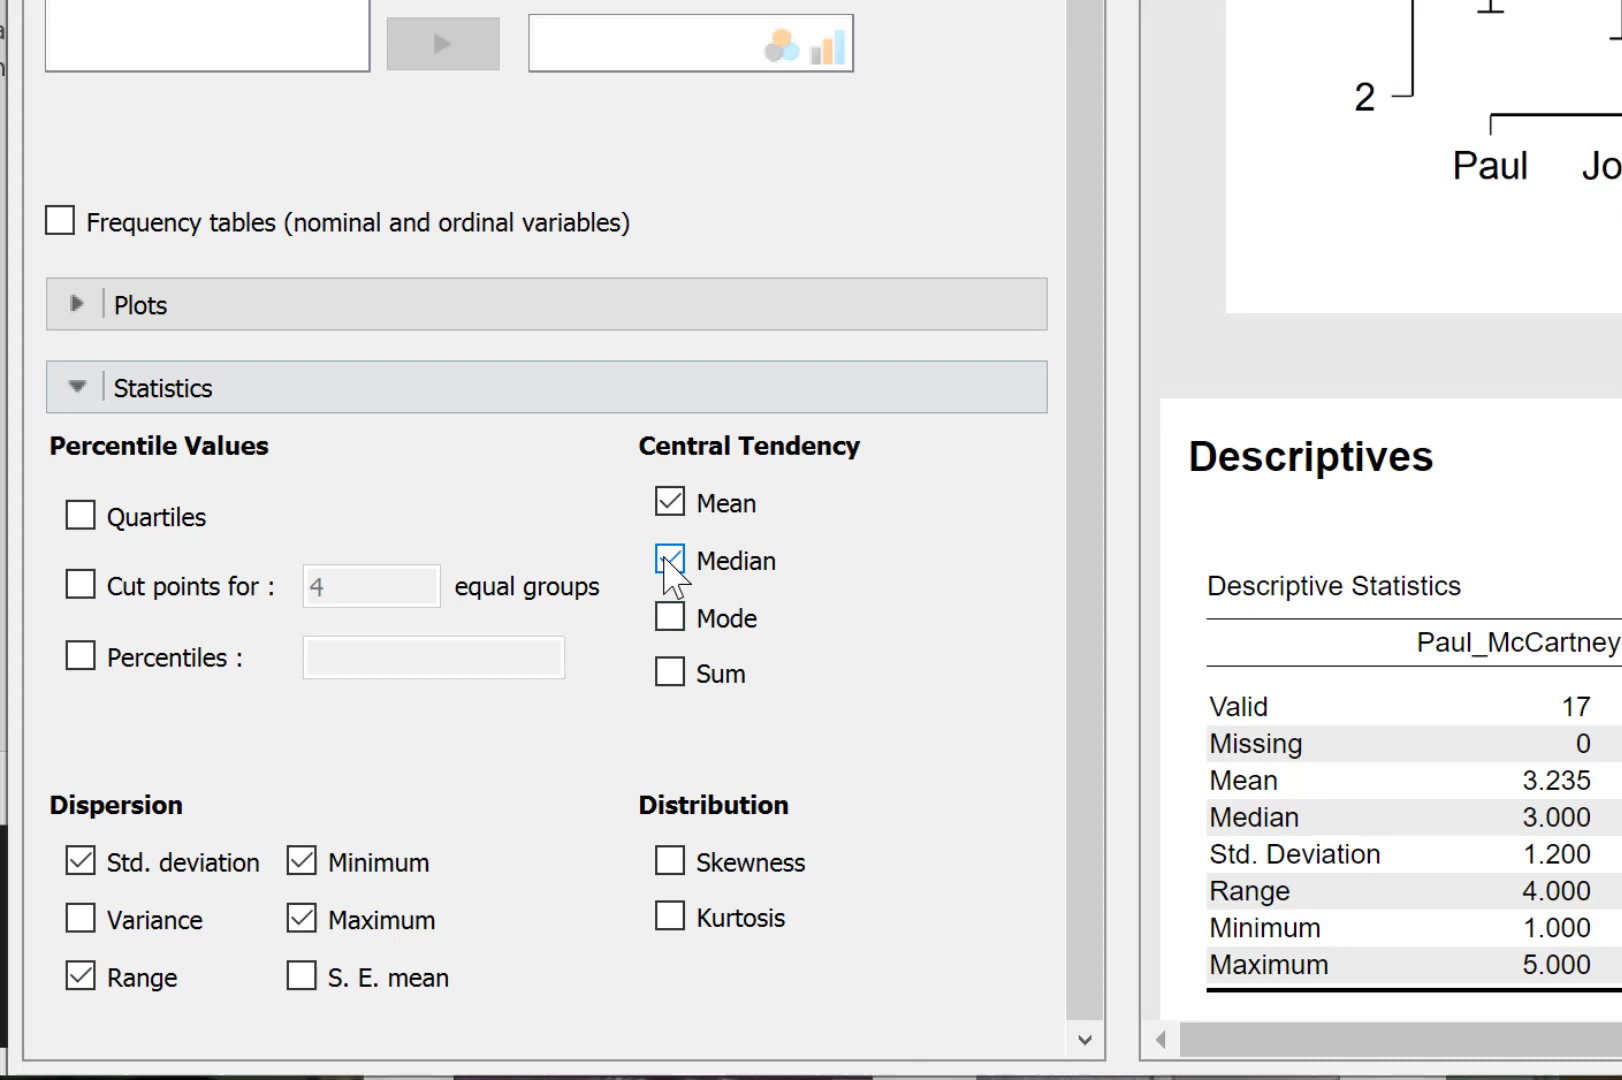 2
Paul Jo
Frequency tables (nominal and ordinal variables)
Plots
Statistics
Percentile Values
Quartiles
Cut points for : 4 equal groups
Percentiles :
Central Tendency
Mean
Median
Mode
Sum
Dispersion
Std. deviation Minimum
Variance Maximum
Range S. E. mean
Distribution
Skewness
Kurtosis
Descriptives
Descriptive Statistics
Paul_McCartney
Valid 17
Missing 0
Mean 3.235
Median 3.000
Std. Deviation 1.200
Range 4.000
Minimum 1.000
Maximum 5.000